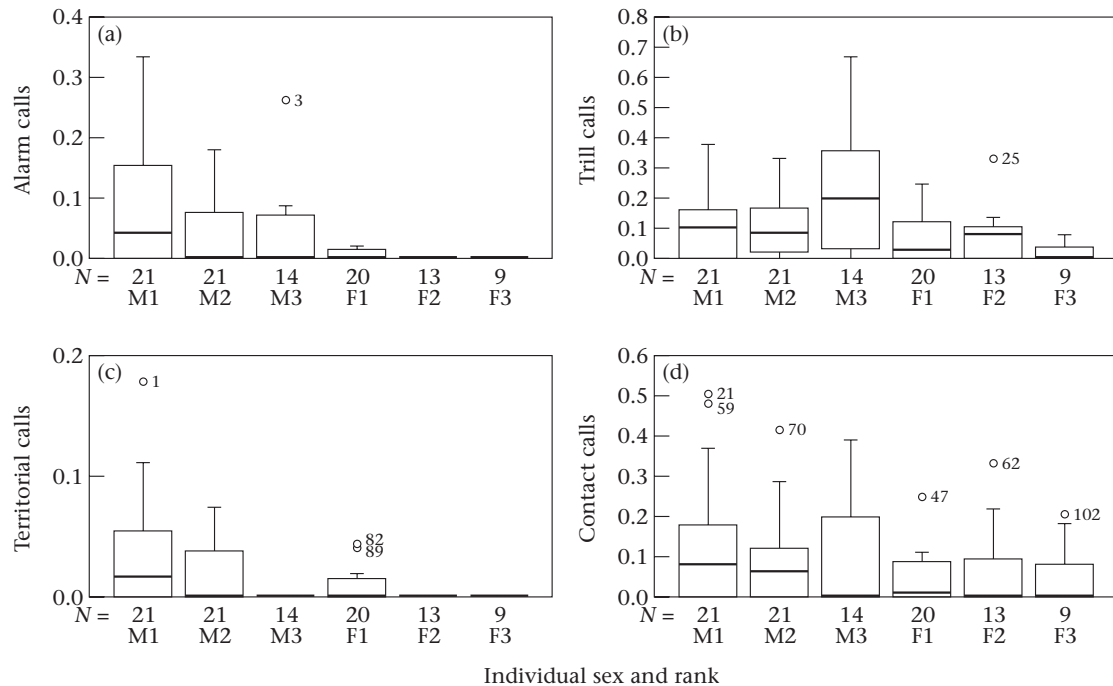 (a)
Alarm calls
0.4
0.3
0.2
0.1
0.0
3
N = 21 21 14 20 13 9
M1 M2 M3 F1 F2 F3
(b)
Trill calls
0.8
0.7
0.6
0.5
0.4
0.3
0.2
0.1
0.0
25
21 21 14 20 13 9
M1 M2 M3 F1 F2 F3
(c)
Territorial calls
0.2
0.1
0.0
1
82
89
N = 21 21 14 20 13 9
M1 M2 M3 F1 F2 F3
(d)
Contact calls
0.6
0.5
0.4
0.3
0.2
0.1
0.0
21
59
70
47
62
102
N = 21 21 14 20 13 9
M1 M2 M3 F1 F2 F3
Individual sex and rank